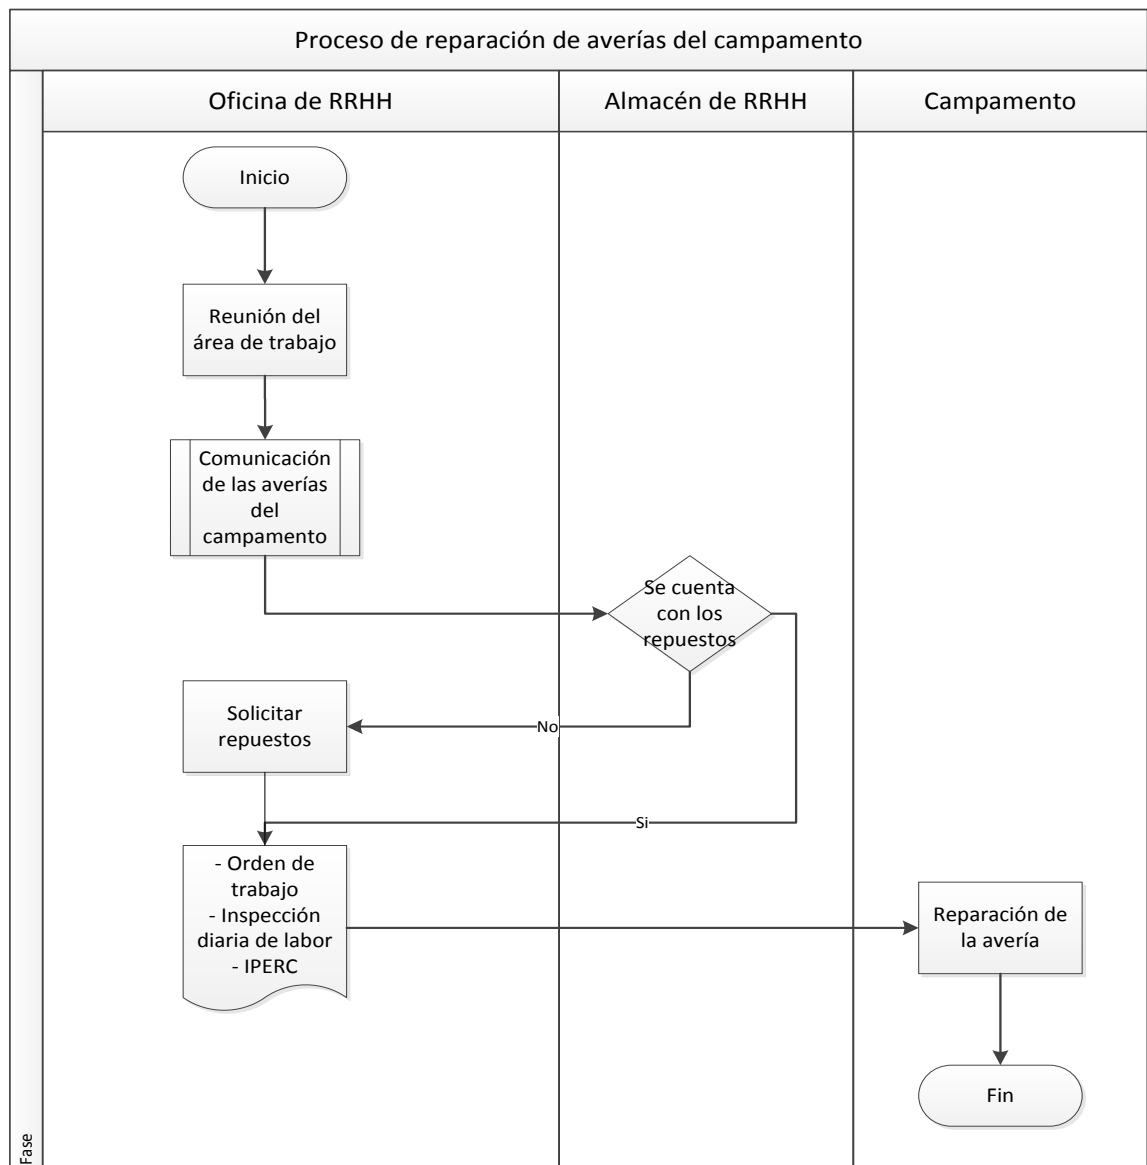 Proceso de reparación de averías del campamento
Oficina de RRHH
Almacén de RRHH
Campamento
Inicio
Reunión del
área de trabajo
Comunicación
de las averías
del
campamento
Se cuenta
con los
repuestos
Solicitar
repuestos
No
Si
- Orden de
trabajo
- Inspección
diaria de labor
- IPERC
Reparación de
la avería
Fin
Fase